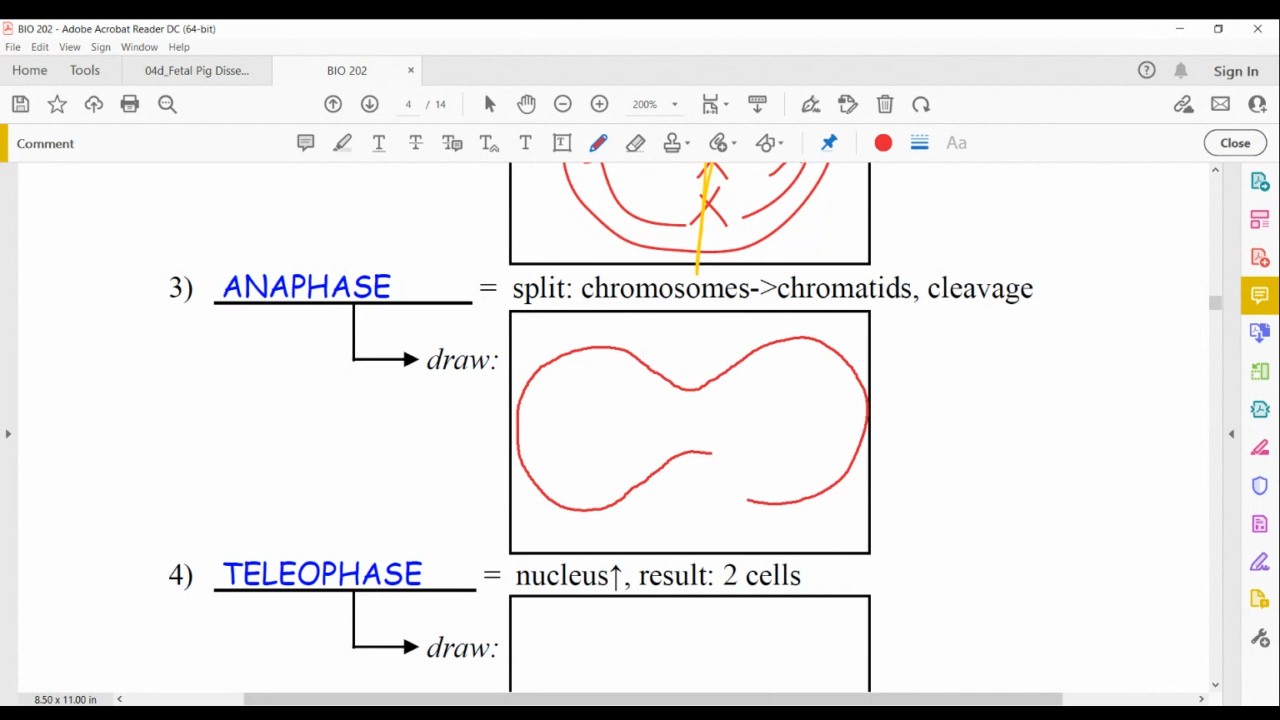 BIO 202 - Adobe Acrobat Reader DC (64-bit)
File Edit View Sign Window Help
Home Tools 04d_Fetal Pig Disse... BIO 202 × Sign In
4 / 14 200%
Comment Aa Close
3) ANAPHASE = split: chromosomes->chromatids, cleavage
draw:
4) TELEOPHASE = nucleus↑, result: 2 cells
draw:
8.50 x 11.00 in